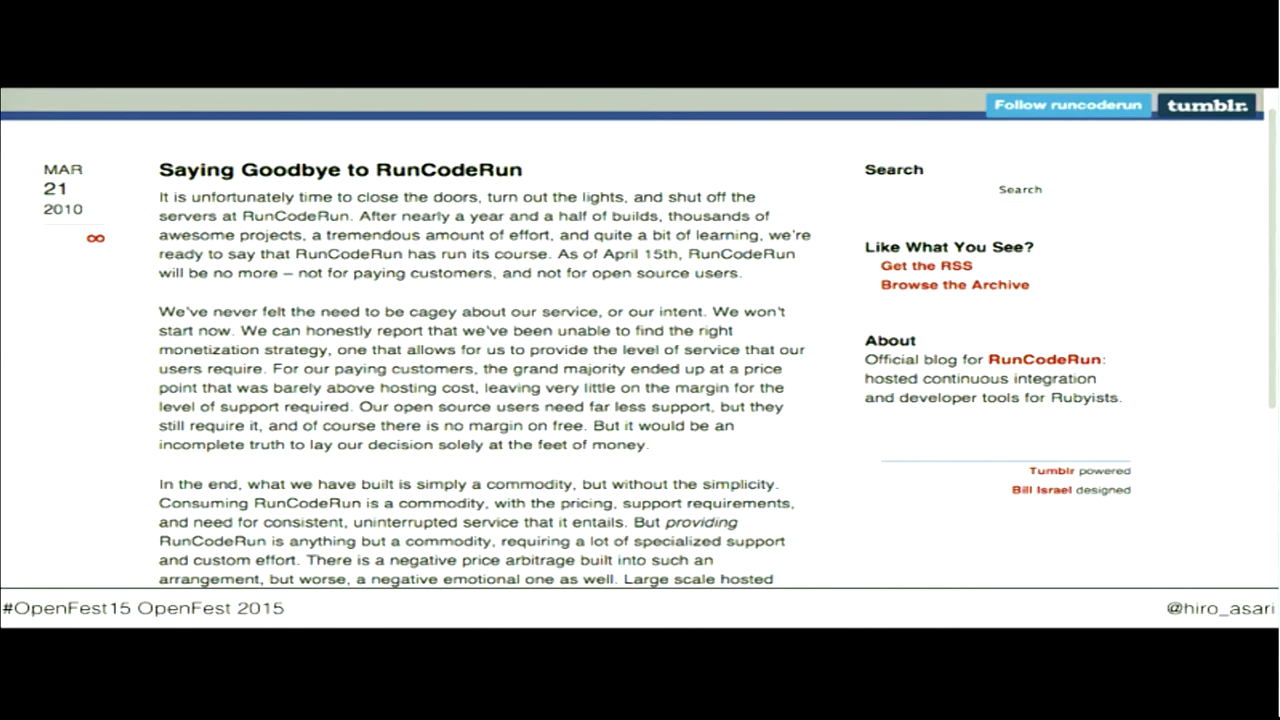 Follow runcoderun
tumblr.
MAR
21
2010
∞
Saying Goodbye to RunCodeRun
It is unfortunately time to close the doors, turn out the lights, and shut off the
servers at RunCodeRun. After nearly a year and a half of builds, thousands of
awesome projects, a tremendous amount of effort, and quite a bit of learning, we're
ready to say that RunCodeRun has run its course. As of April 15th, RunCodeRun
will be no more – not for paying customers, and not for open source users.
We've never felt the need to be cagey about our service, or our intent. We won't
start now. We can honestly report that we've been unable to find the right
monetization strategy, one that allows for us to provide the level of service that our
users require. For our paying customers, the grand majority ended up at a price
point that was barely above hosting cost, leaving very little on the margin for the
level of support required. Our open source users need far less support, but they
still require it, and of course there is no margin on free. But it would be an
incomplete truth to lay our decision solely at the feet of money.
In the end, what we have built is simply a commodity, but without the simplicity.
Consuming RunCodeRun is a commodity, with the pricing, support requirements,
and need for consistent, uninterrupted service that it entails. But providing
RunCodeRun is anything but a commodity, requiring a lot of specialized support
and custom effort. There is a negative price arbitrage built into such an
arrangement, but worse, a negative emotional one as well. Large scale hosted
Search
Search
Like What You See?
Get the RSS
Browse the Archive
About
Official blog for RunCodeRun:
hosted continuous integration
and developer tools for Rubyists.
Tumblr powered
Bill Israel designed
#OpenFest15 OpenFest 2015
@hiro_asari